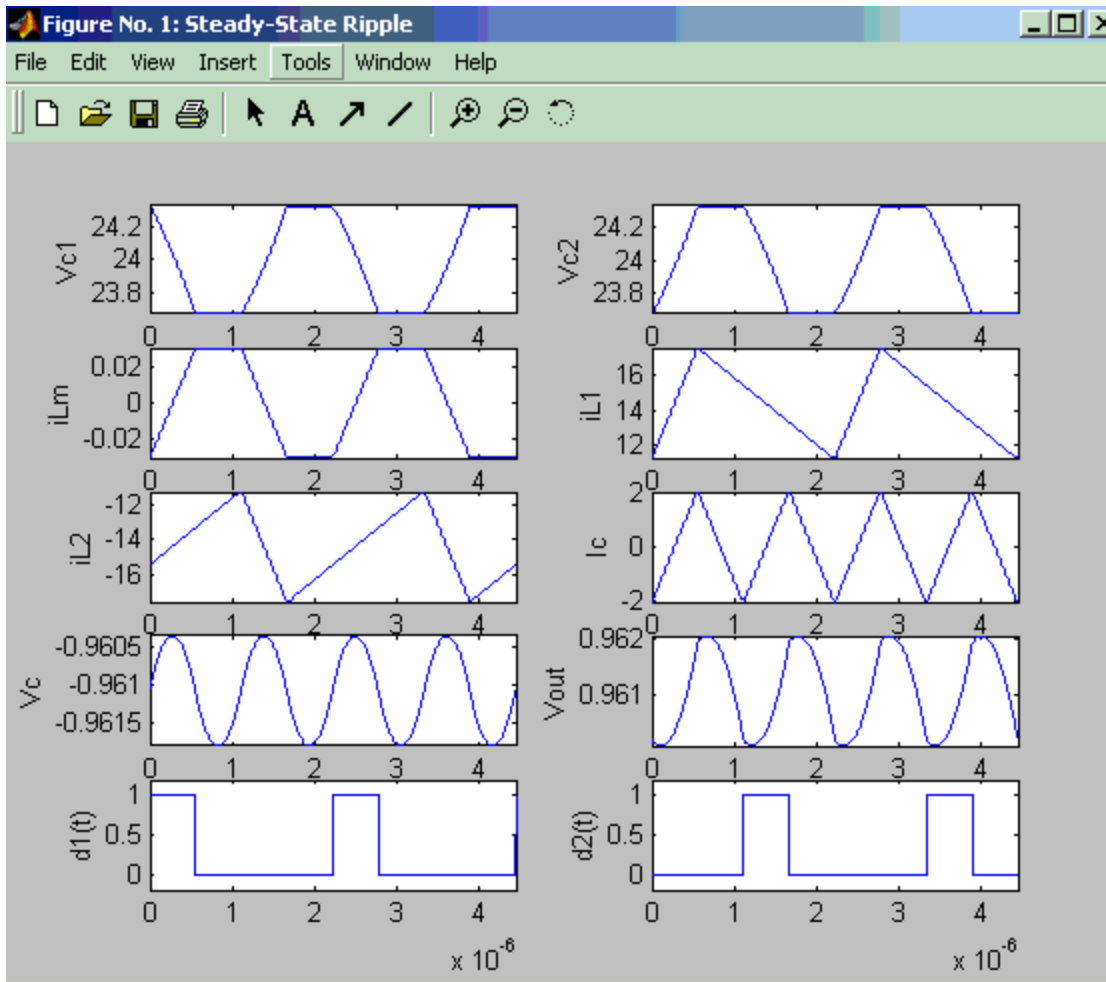 Figure No. 1: Steady-State Ripple
File Edit View Insert Tools Window Help
A
Vc1
24.2
24
23.8
0 1 2 3 4
Vc2
24.2
24
23.8
0 1 2 3 4
iLm
0.02
0
-0.02
0 1 2 3 4
iL1
16
14
12
0 1 2 3 4
iL2
-12
-14
-16
0 1 2 3 4
Ic
2
0
-2
0 1 2 3 4
Vc
-0.9605
-0.961
-0.9615
0 1 2 3 4
Vout
0.962
0.961
0 1 2 3 4
d1(t)
1
0.5
0
0 1 2 3 4
x 10^-6
d2(t)
1
0.5
0
0 1 2 3 4
x 10^-6